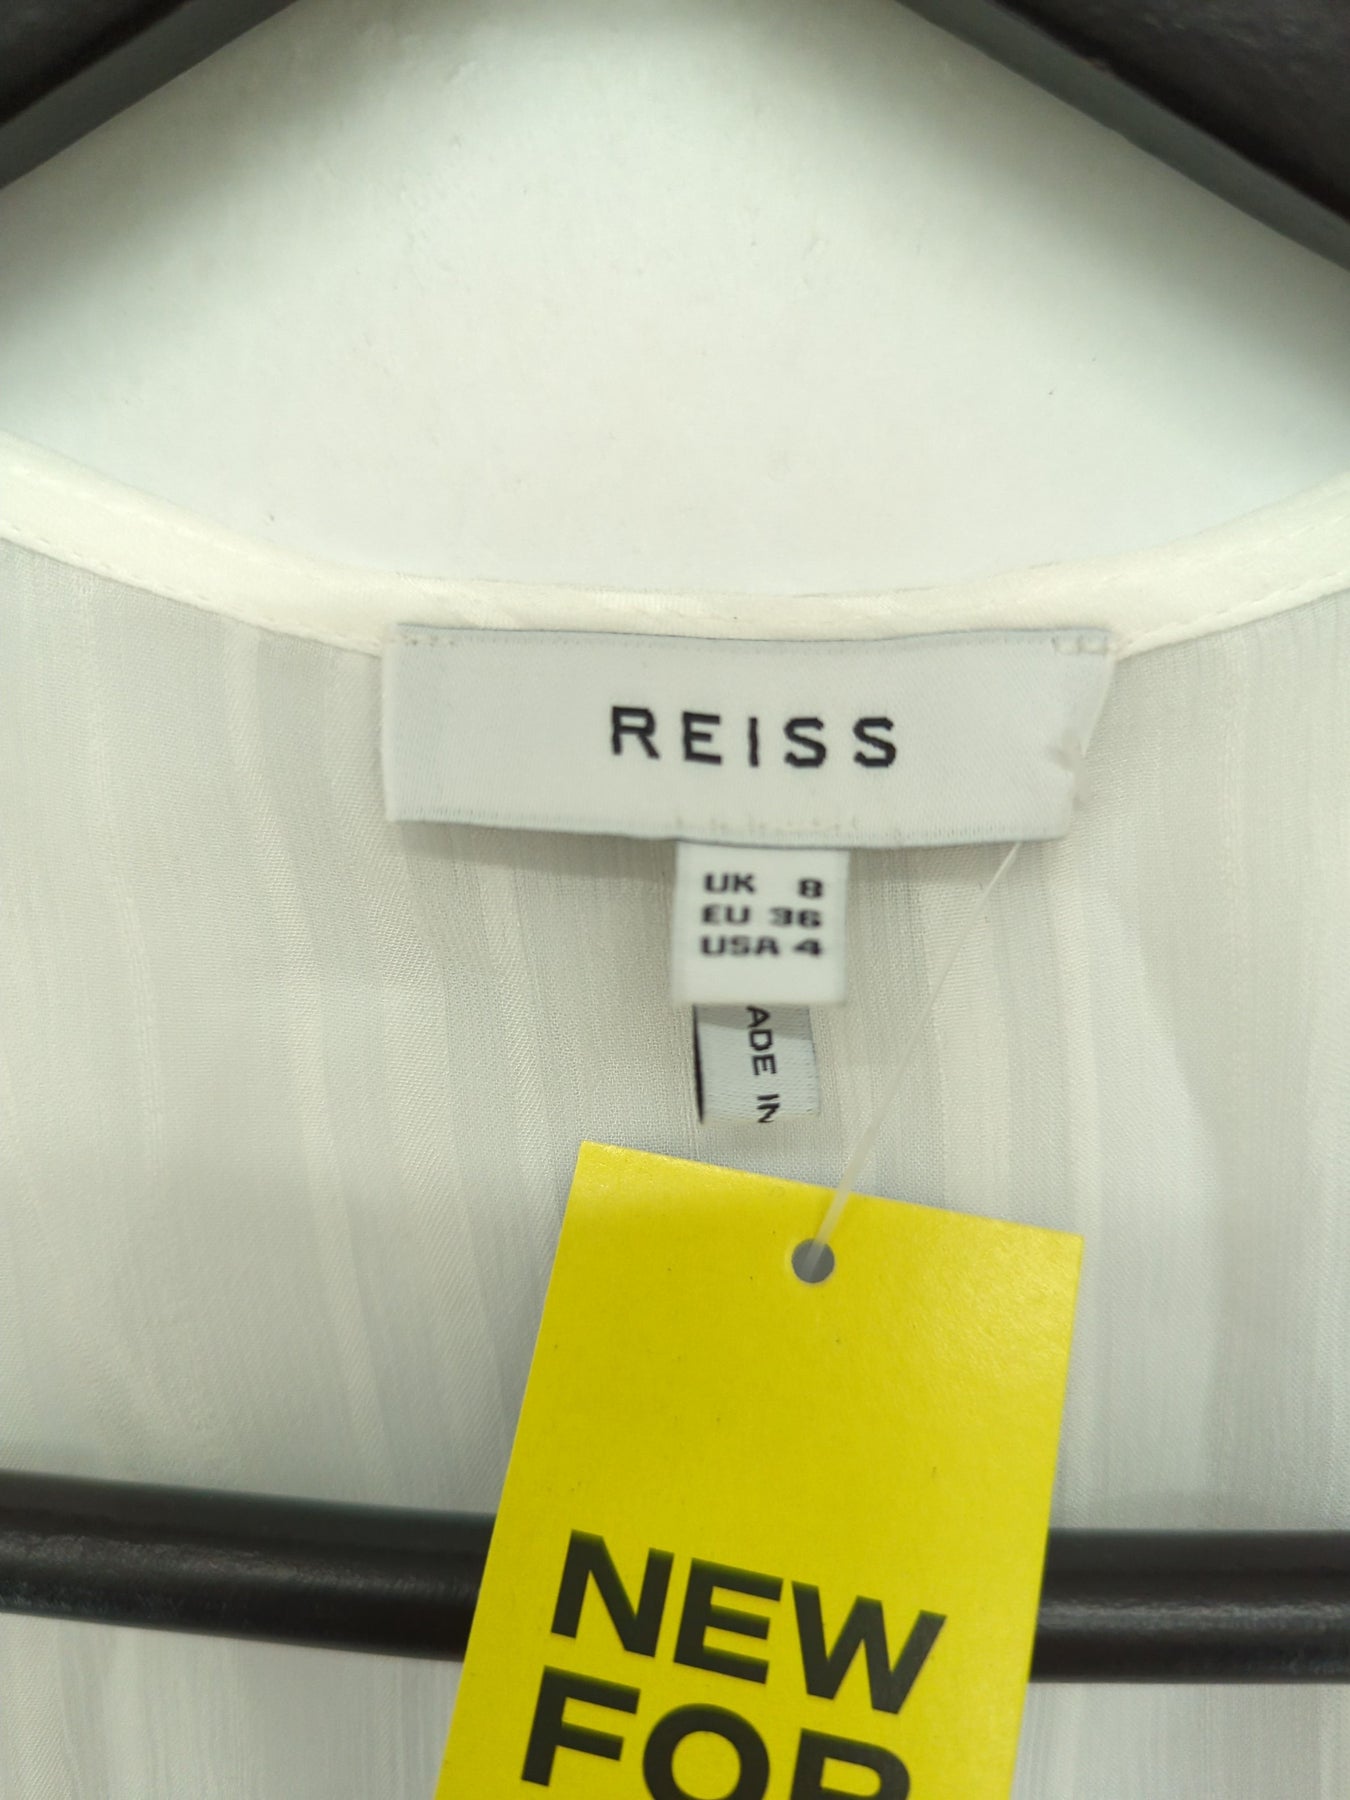 REISS
UK 8
EU 36
USA 4
ADE IN
NEW
FOR